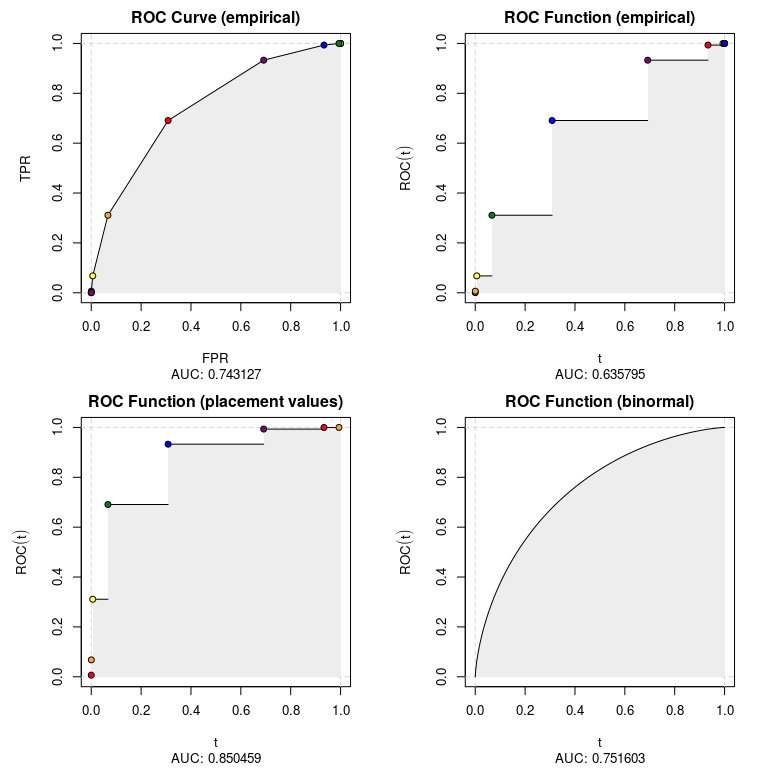 ROC Curve (empirical)
TPR
1.0
0.8
0.6
0.4
0.2
0.0
0.0 0.2 0.4 0.6 0.8 1.0
FPR
AUC: 0.743127
ROC Function (empirical)
ROC(t)
1.0
0.8
0.6
0.4
0.2
0.0
0.0 0.2 0.4 0.6 0.8 1.0
t
AUC: 0.635795
ROC Function (placement values)
ROC(t)
1.0
0.8
0.6
0.4
0.2
0.0
0.0 0.2 0.4 0.6 0.8 1.0
t
AUC: 0.850459
ROC Function (binormal)
ROC(t)
1.0
0.8
0.6
0.4
0.2
0.0
0.0 0.2 0.4 0.6 0.8 1.0
t
AUC: 0.751603